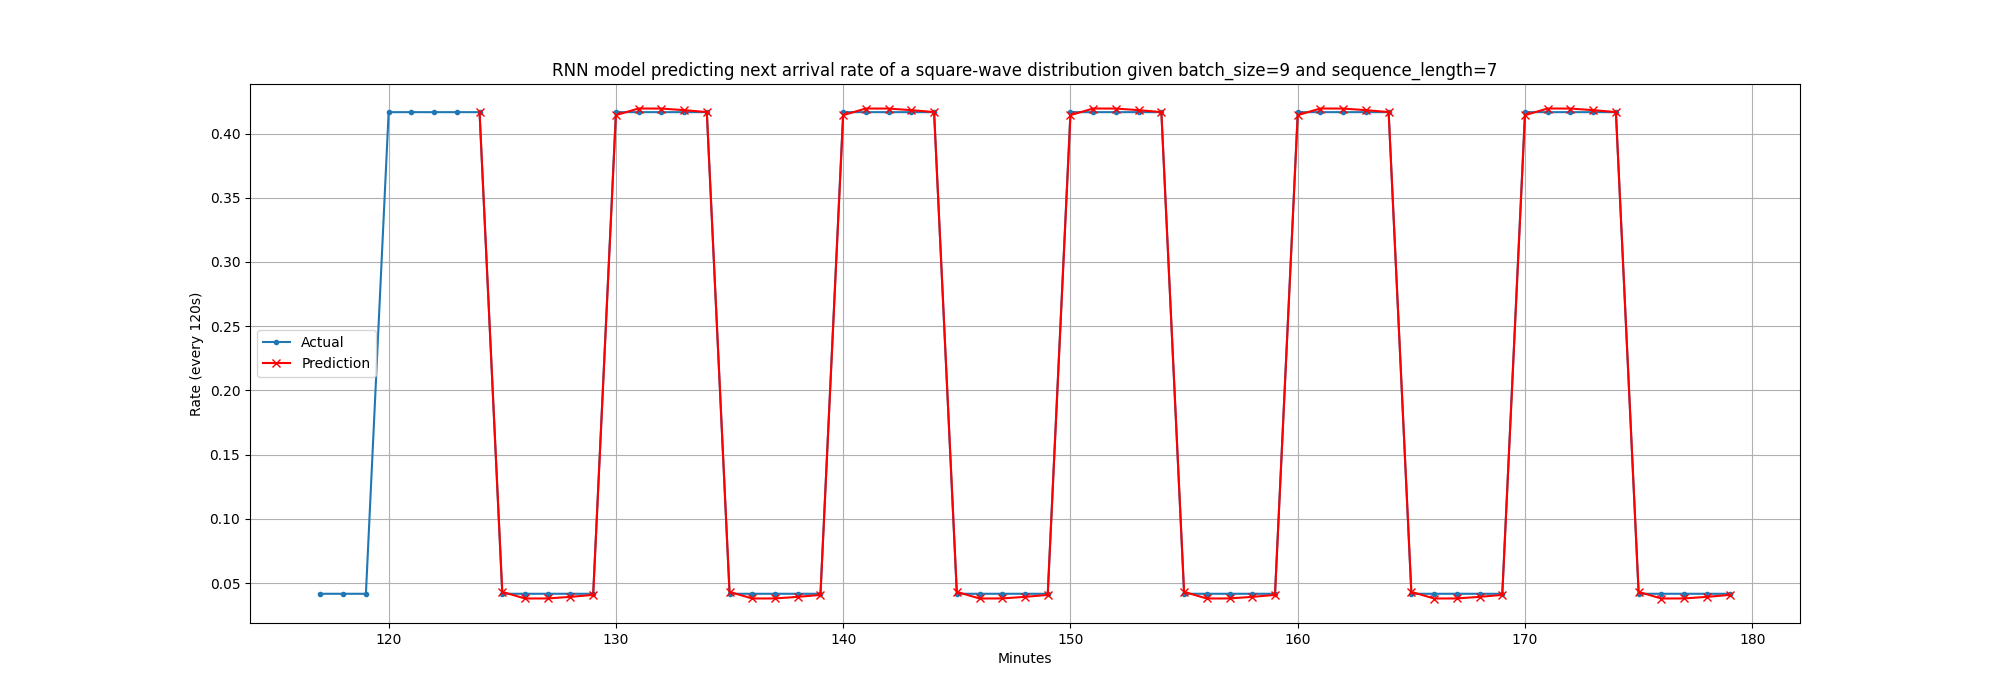 RNN model predicting next arrival rate of a square-wave distribution given batch_size=9 and sequence_length=7
0.40
0.35
0.30
0.25
0.20
0.15
0.10
0.05
Rate (every 120s)
Actual
Prediction
120 130 140 150 160 170 180
Minutes